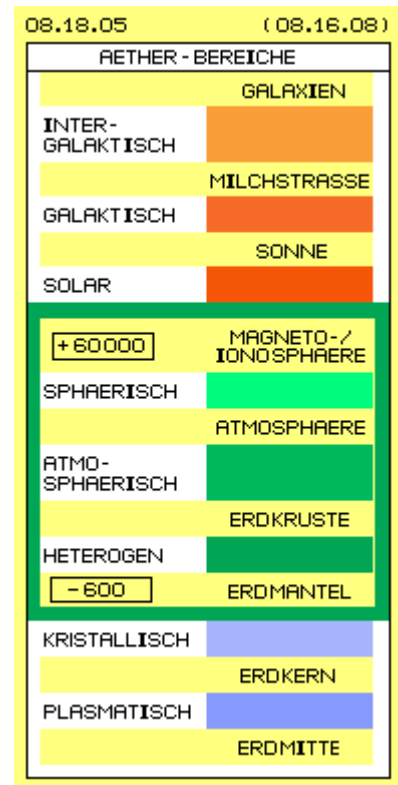 08.18.05 (08.16.08)
AETHER-BEREICHE
GALAXIEN
INTER-
GALAKTISCH
MILCHSTRASSE
GALAKTISCH
SONNE
SOLAR
+60000
MAGNETO-/
IONOSPHAERE
SPHAERISCH
ATMOSPHAERE
ATMO-
SPHAERISCH
ERDKRUSTE
HETEROGEN
-600 ERDMANTEL
KRISTALLISCH
ERDKERN
PLASMATISCH
ERDMITTE